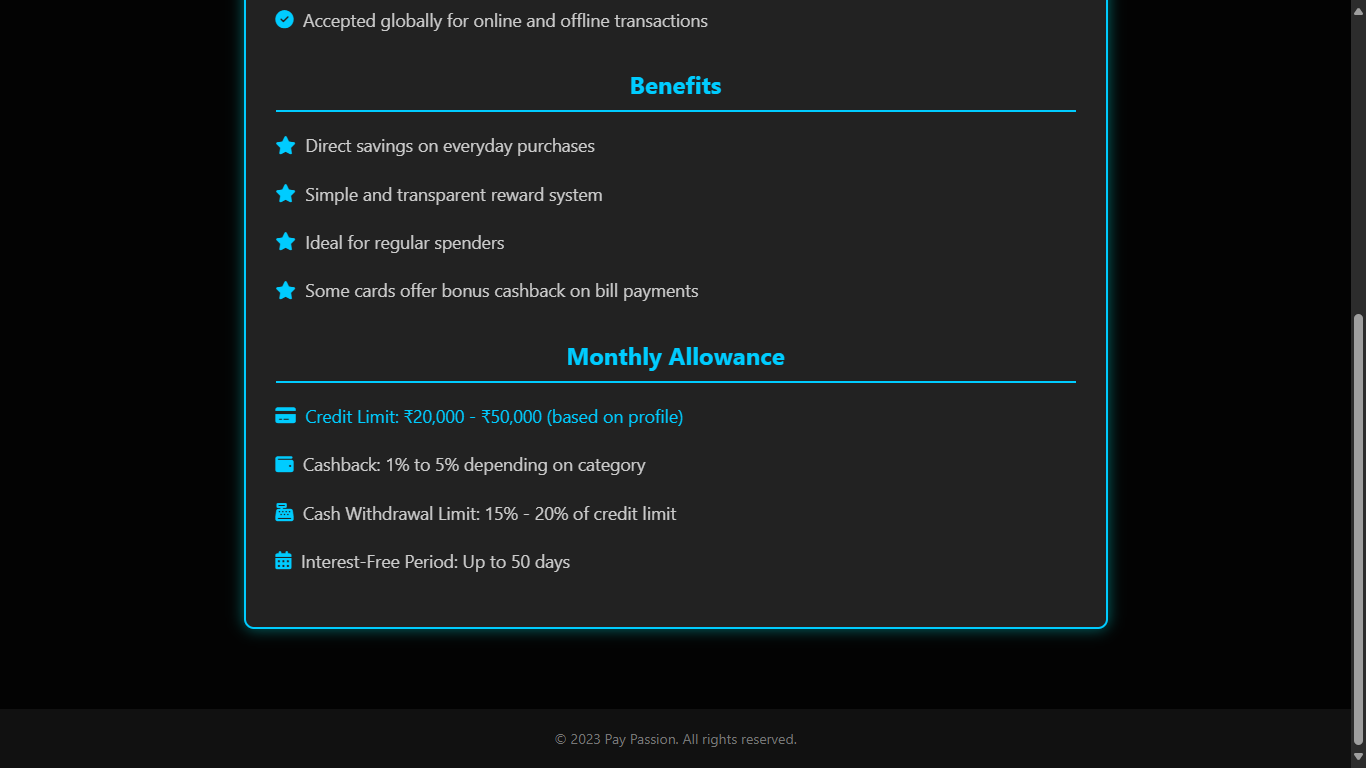 Accepted globally for online and offline transactions
Benefits
Direct savings on everyday purchases
Simple and transparent reward system
Ideal for regular spenders
Some cards offer bonus cashback on bill payments
Monthly Allowance
Credit Limit: ₹20,000 - ₹50,000 (based on profile)
Cashback: 1% to 5% depending on category
Cash Withdrawal Limit: 15% - 20% of credit limit
Interest-Free Period: Up to 50 days
© 2023 Pay Passion. All rights reserved.